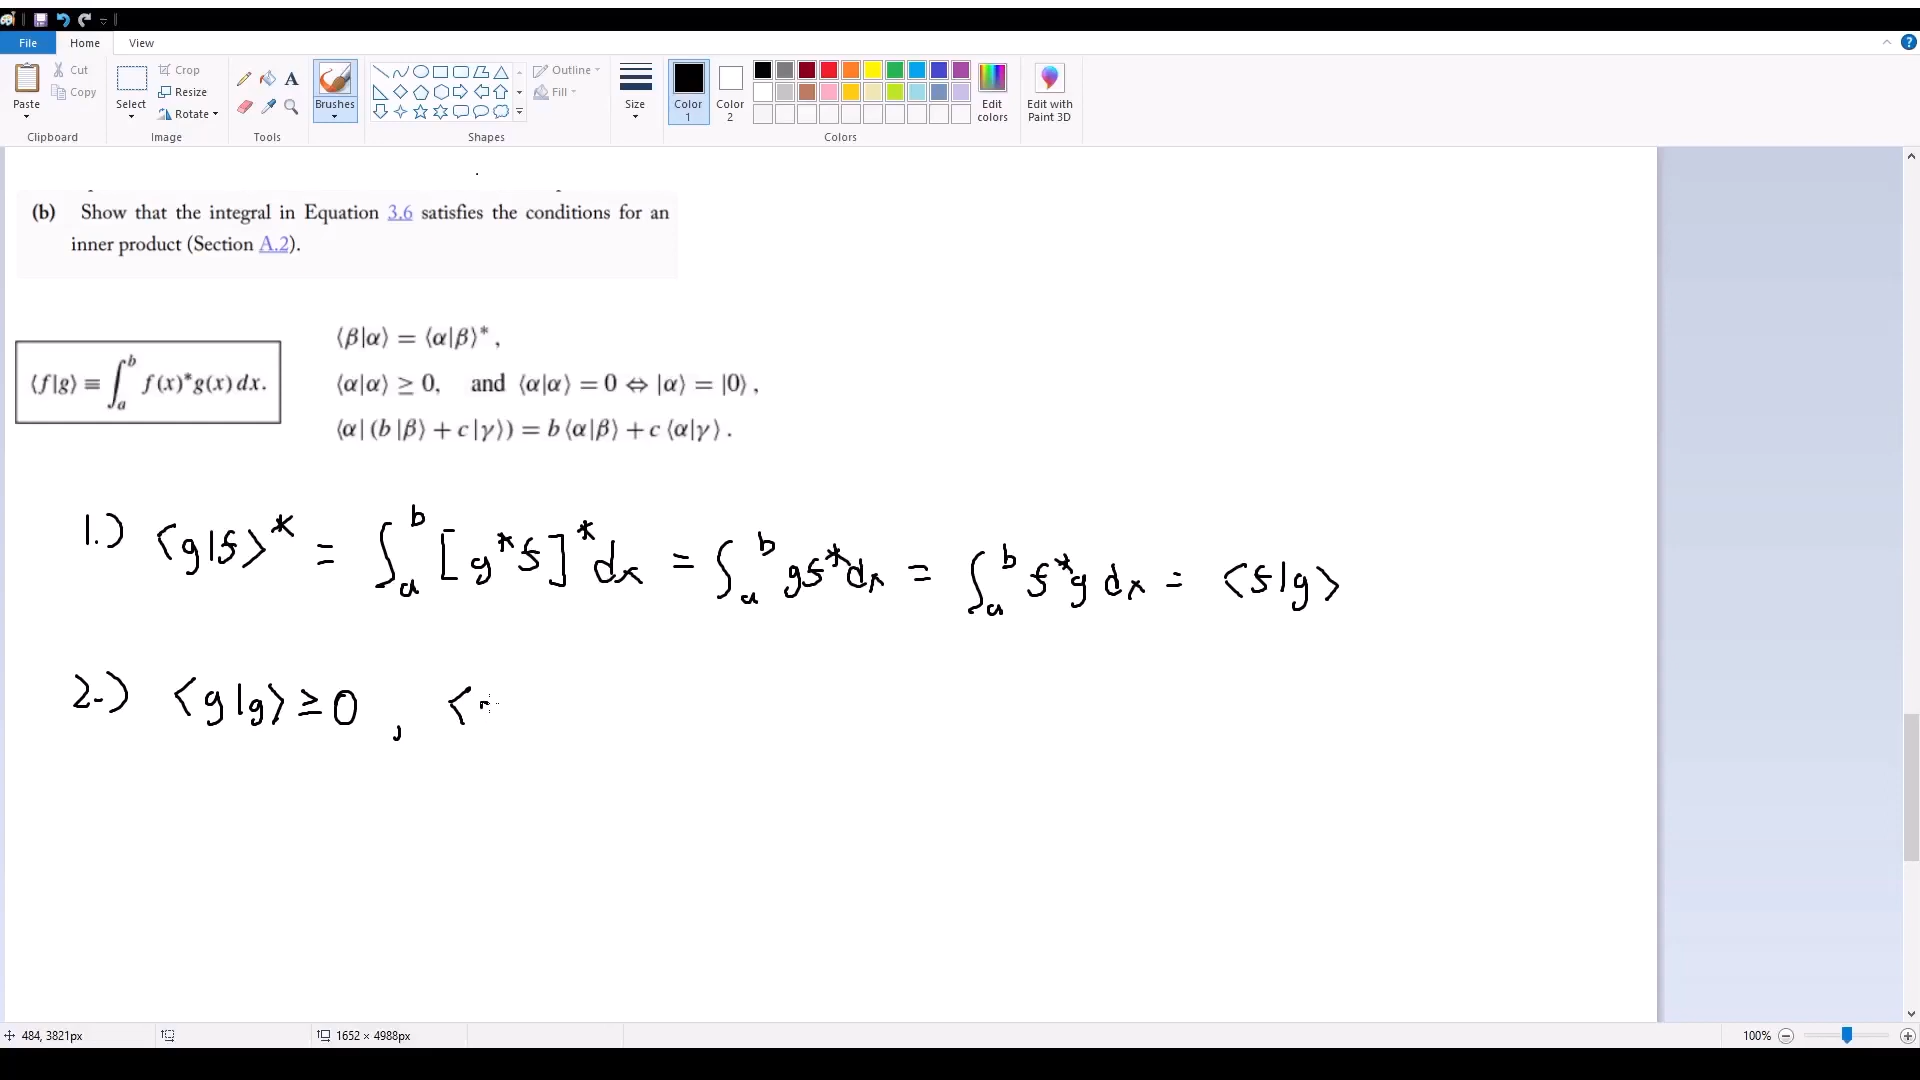 File Home View
Paste Cut Copy Clipboard
Select Crop Resize Rotate Image
Tools
Brushes
Outline Fill Shapes
Size
Color 1 Color 2 Edit colors Colors
Edit with Paint 3D
(b) Show that the integral in Equation 3.6 satisfies the conditions for an
inner product (Section A.2).
⟨f|g⟩ ≡ ∫_a^b f(x)*g(x) dx.
⟨β|α⟩ = ⟨α|β⟩*,
⟨α|α⟩ ≥ 0, and ⟨α|α⟩ = 0 ⇔ |α⟩ = |0⟩,
⟨α| (b |β⟩ + c |γ⟩) = b ⟨α|β⟩ + c ⟨α|γ⟩.
1.) ⟨g|f⟩* = ∫_a^b [g*f]* dx = ∫_a^b gf* dx = ∫_a^b f*g dx = ⟨f|g⟩
2.) ⟨g|g⟩ ≥ 0 , ⟨
484, 3821px 1652 × 4988px 100%